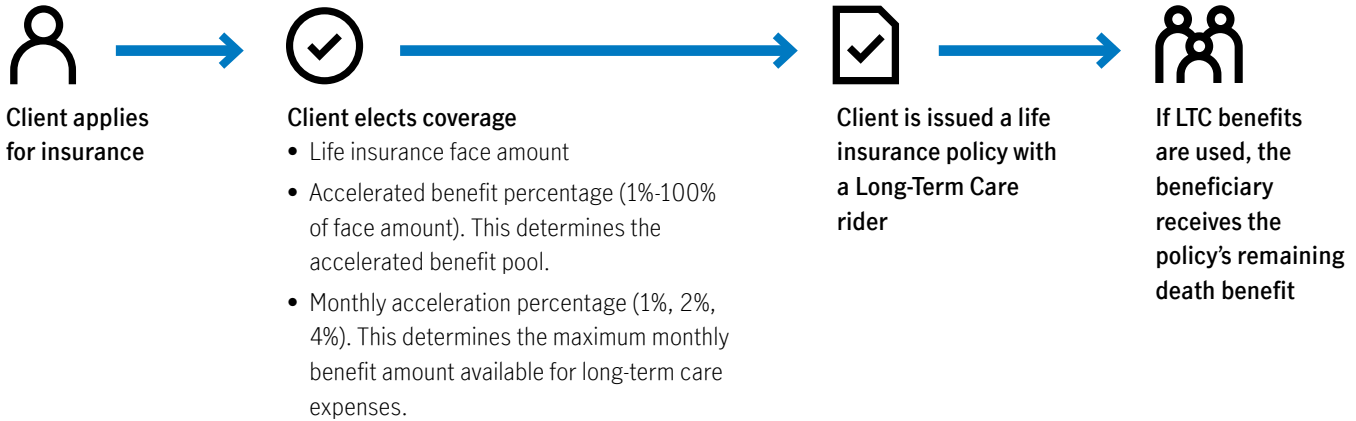 Client applies
for insurance
Client elects coverage
• Life insurance face amount
• Accelerated benefit percentage (1%-100%
of face amount). This determines the
accelerated benefit pool.
• Monthly acceleration percentage (1%, 2%,
4%). This determines the maximum monthly
benefit amount available for long-term care
expenses.
Client is issued a life
insurance policy with
a Long-Term Care
rider
If LTC benefits
are used, the
beneficiary
receives the
policy’s remaining
death benefit